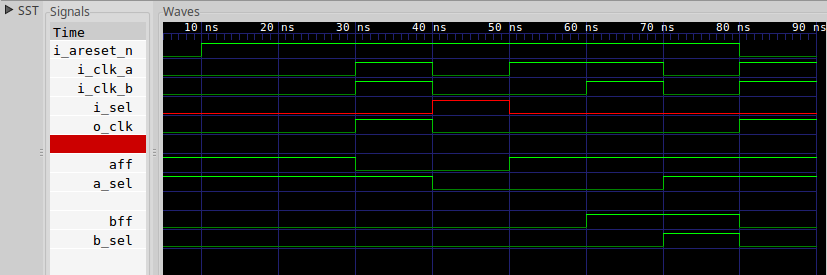 SST
Signals
Waves
Time
10 ns 20 ns 30 ns 40 ns 50 ns 60 ns 70 ns 80 ns 90 ns
i_areset_n
i_clk_a
i_clk_b
i_sel
o_clk
aff
a_sel
bff
b_sel